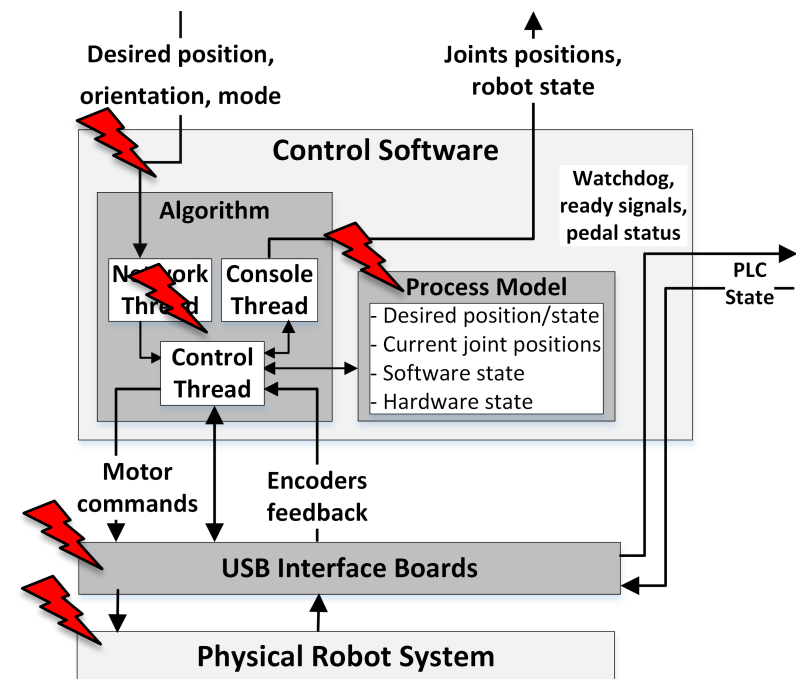 Desired position,
orientation, mode
Joints positions,
robot state
Control Software
Watchdog,
ready signals,
pedal status
PLC
State
Algorithm
Network
Thread
Console
Thread
Control
Thread
Process Model
- Desired position/state
- Current joint positions
- Software state
- Hardware state
Motor
commands
Encoders
feedback
USB Interface Boards
Physical Robot System